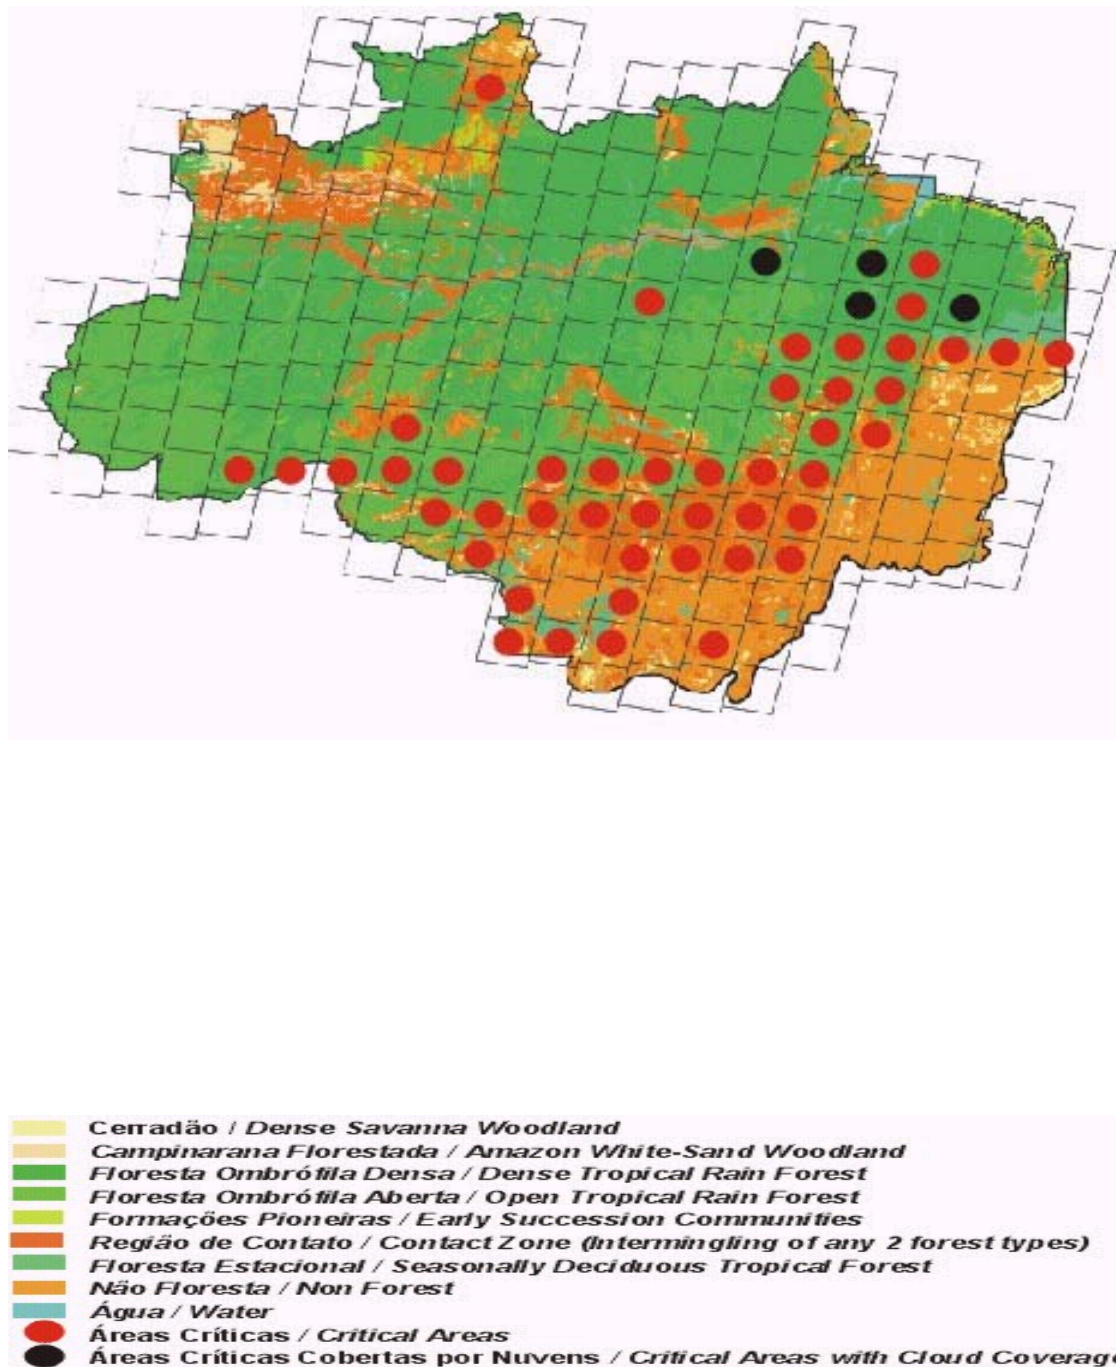 Cerradão / Dense Savanna Woodland
Campinarana Florestada / Amazon White-Sand Woodland
Floresta Ombrófila Densa / Dense Tropical Rain Forest
Floresta Ombrófila Aberta / Open Tropical Rain Forest
Formações Pioneiras / Early Succession Communities
Região de Contato / Contact Zone (Intermingling of any 2 forest types)
Floresta Estacional / Seasonally Deciduous Tropical Forest
Não Floresta / Non Forest
Água / Water
Áreas Críticas / Critical Areas
Áreas Críticas Cobertas por Nuvens / Critical Areas with Cloud Coverag